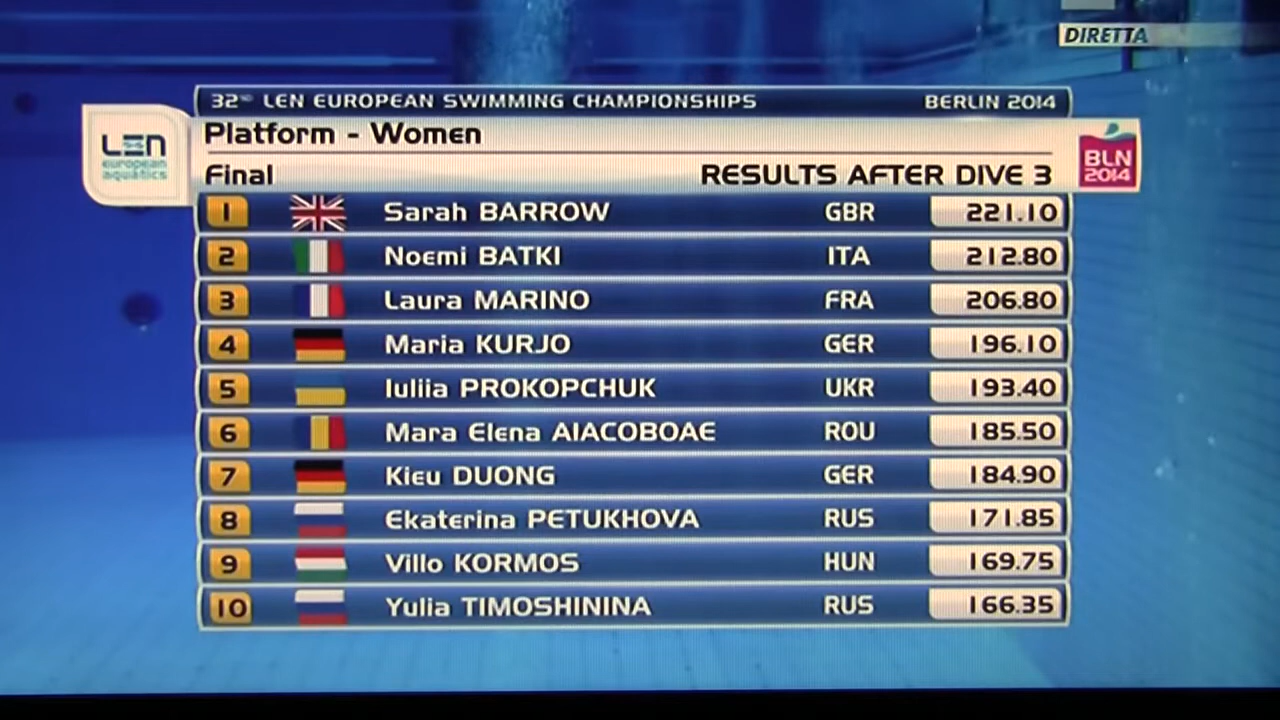 DIRETTA
32ND LEN EUROPEAN SWIMMING CHAMPIONSHIPS BERLIN 2014
LEN
european
aquatics
Platform - Women
BLN
2014
Final RESULTS AFTER DIVE 3
1 Sarah BARROW GBR 221.10
2 Noemi BATKI ITA 212.80
3 Laura MARINO FRA 206.80
4 Maria KURJO GER 196.10
5 Iuliia PROKOPCHUK UKR 193.40
6 Mara Elena AIACOBOAE ROU 185.50
7 Kieu DUONG GER 184.90
8 Ekaterina PETUKHOVA RUS 171.85
9 Villo KORMOS HUN 169.75
10 Yulia TIMOSHININA RUS 166.35